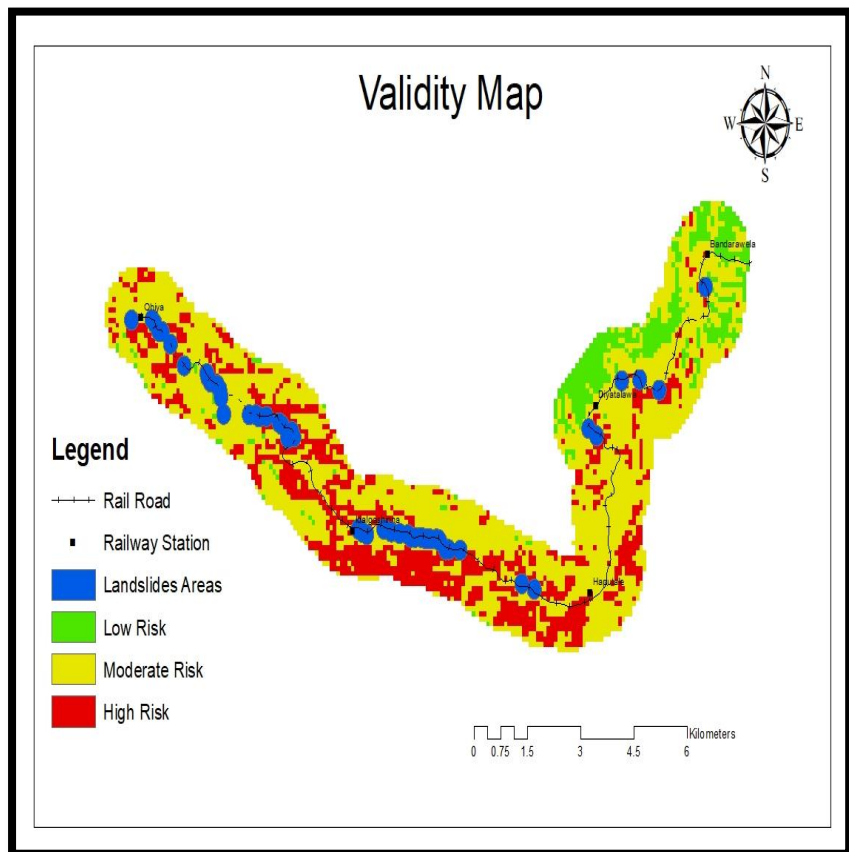 Validity Map
N
W E
S
Bandarawela
Ohiya
Diyatalawa
Idalgashinna
Haputale
Legend
Rail Road
Railway Station
Landslides Areas
Low Risk
Moderate Risk
High Risk
Kilometers
0 0.75 1.5 3 4.5 6